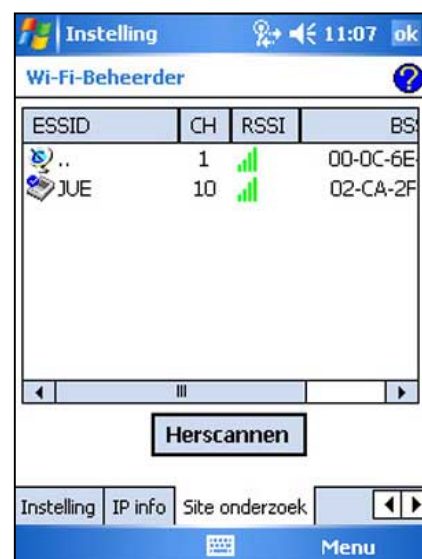 Instelling 11:07 ok
Wi-Fi-Beheerder ?
ESSID CH RSSI BS
.. 1 00-0C-6E-
JUE 10 02-CA-2F
Herscannen
Instelling IP info Site onderzoek
Menu